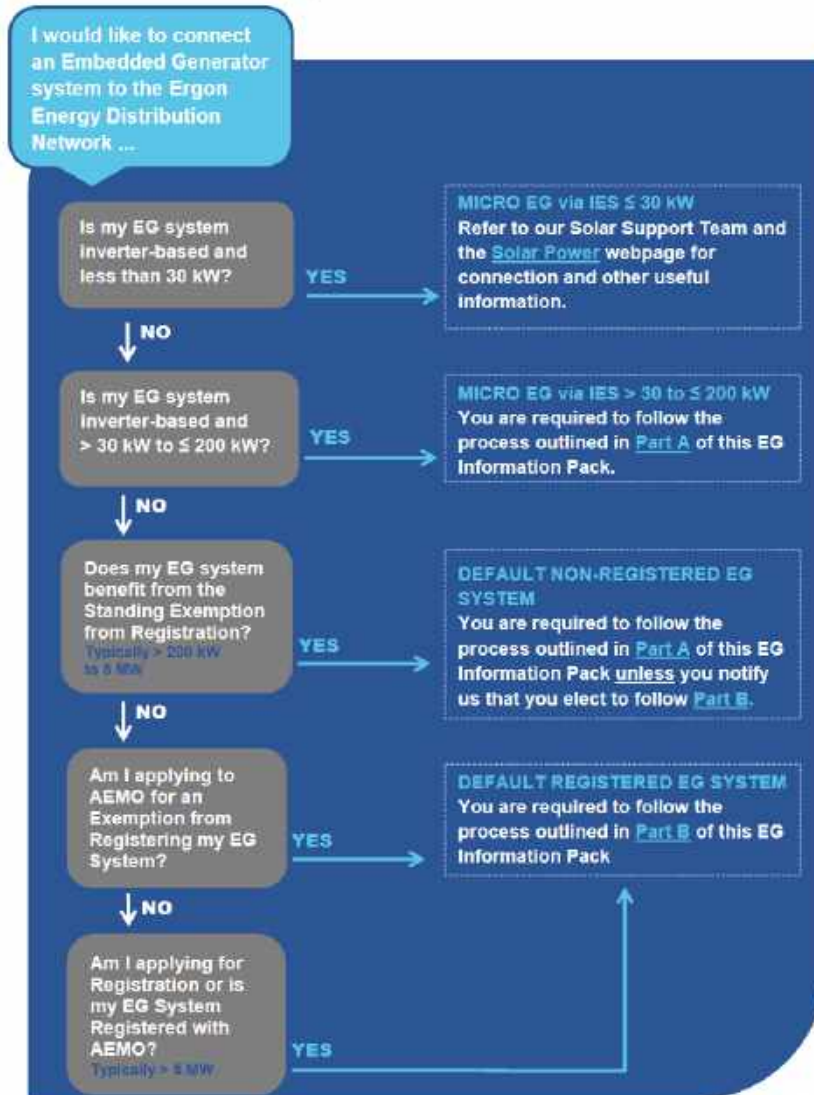 I would like to connect
an Embedded Generator
system to the Ergon
Energy Distribution
Network ...
Is my EG system
inverter-based and
less than 30 kW?
YES
MICRO EG via IES ≤ 30 kW
Refer to our Solar Support Team and
the Solar Power webpage for
connection and other useful
information.
NO
Is my EG system
inverter-based and
> 30 kW to ≤ 200 kW?
YES
MICRO EG via IES > 30 to ≤ 200 kW
You are required to follow the
process outlined in Part A of this EG
Information Pack.
NO
Does my EG system
benefit from the
Standing Exemption
from Registration?
Typically > 200 kW
to 5 MW
YES
DEFAULT NON-REGISTERED EG
SYSTEM
You are required to follow the
process outlined in Part A of this EG
Information Pack unless you notify
us that you elect to follow Part B.
NO
Am I applying to
AEMO for an
Exemption from
Registering my EG
System?
YES
DEFAULT REGISTERED EG SYSTEM
You are required to follow the
process outlined in Part B of this EG
Information Pack
NO
Am I applying for
Registration or is
my EG System
Registered with
AEMO?
Typically > 5 MW
YES